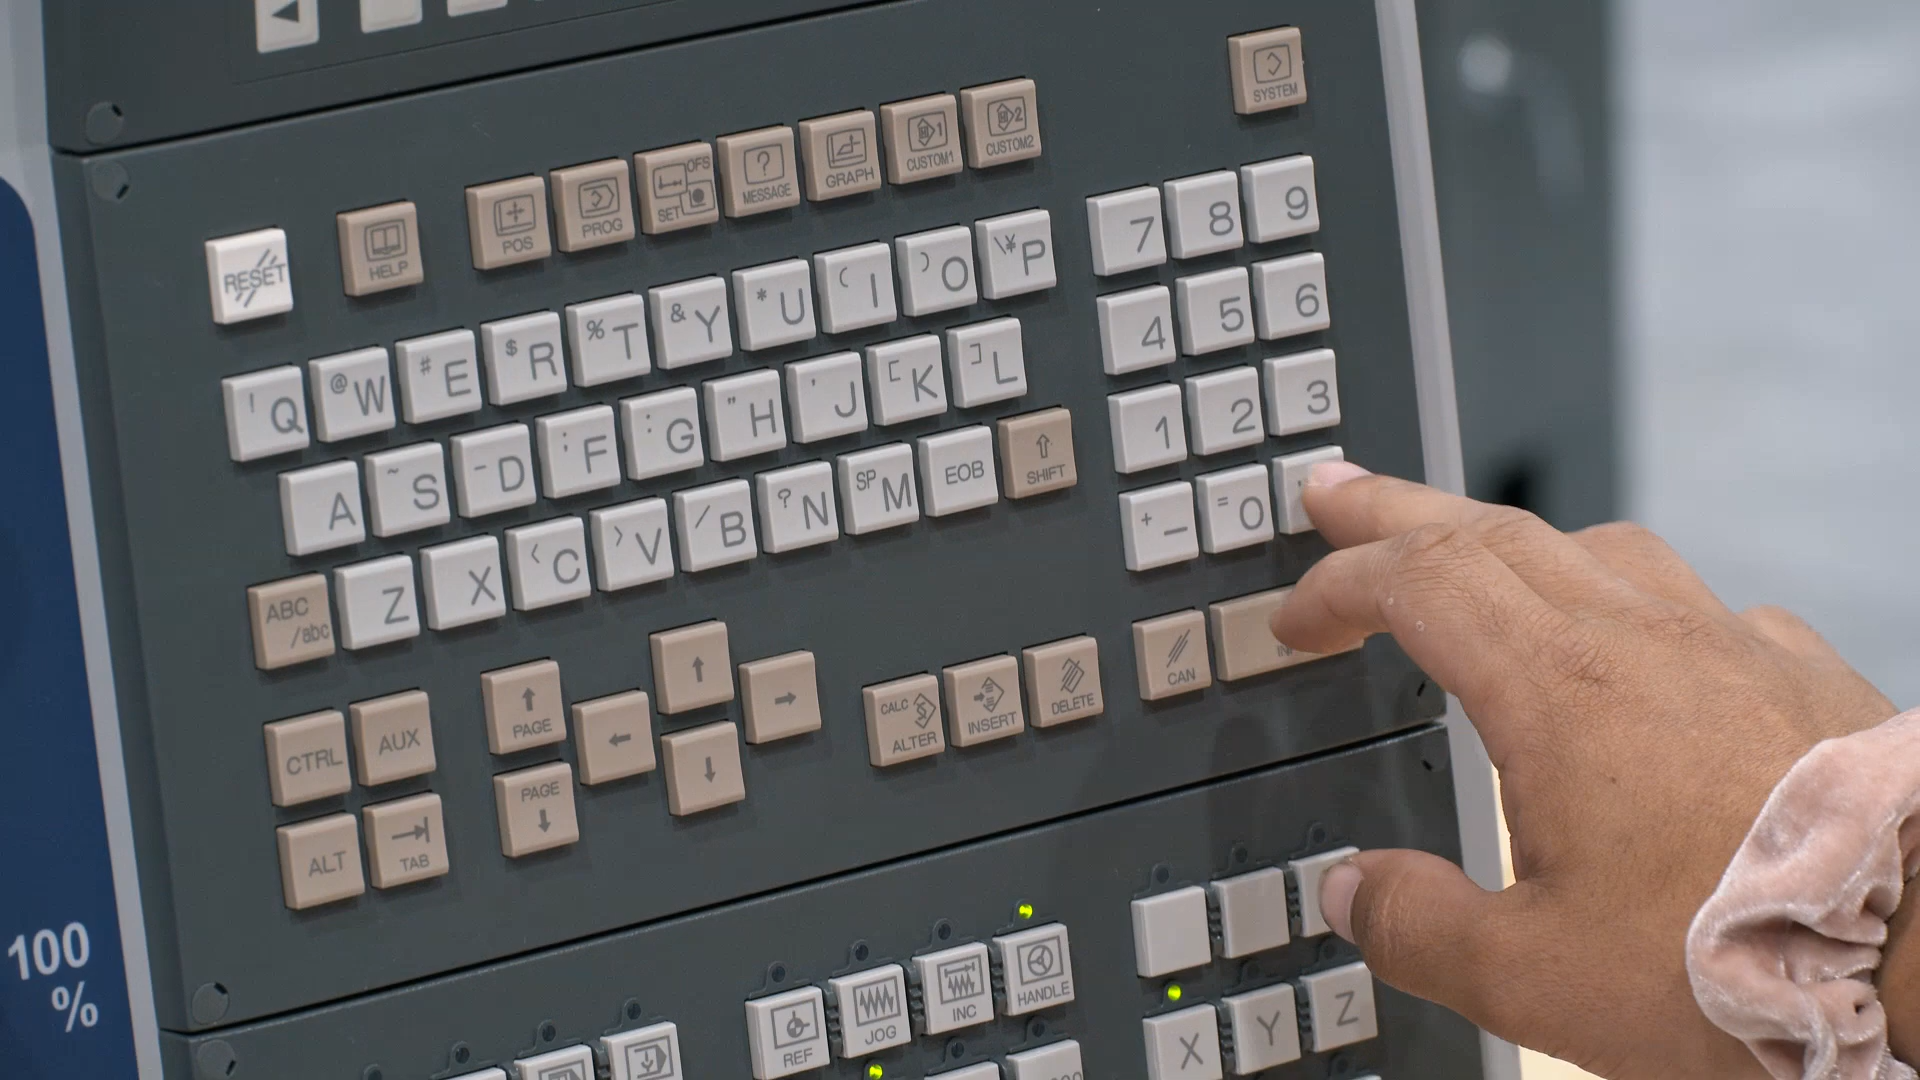 SYSTEM
RESET HELP POS PROG OFS SET MESSAGE GRAPH 1 CUSTOM1 2 CUSTOM2
7 8 9
! Q @ W # E $ R % T & Y * U ( I ) O \¥ P
4 5 6
A ~ S - D ; F : G " H ' J [ K ] L
1 2 3
ABC /abc Z X < C > V / B ? N SP M EOB SHIFT
+ - = 0
CTRL AUX PAGE CALC ALTER INSERT DELETE CAN
ALT TAB PAGE
REF JOG INC HANDLE
X Y Z
100
%